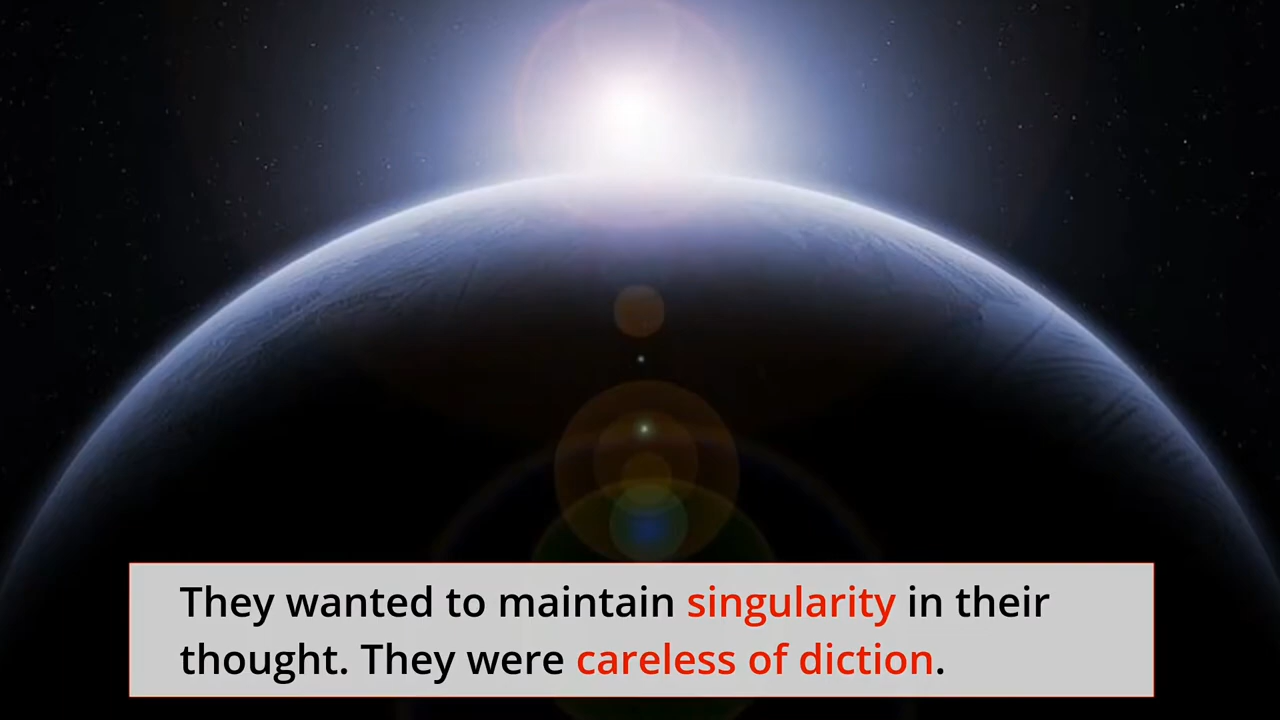 They wanted to maintain singularity in their
thought. They were careless of diction.